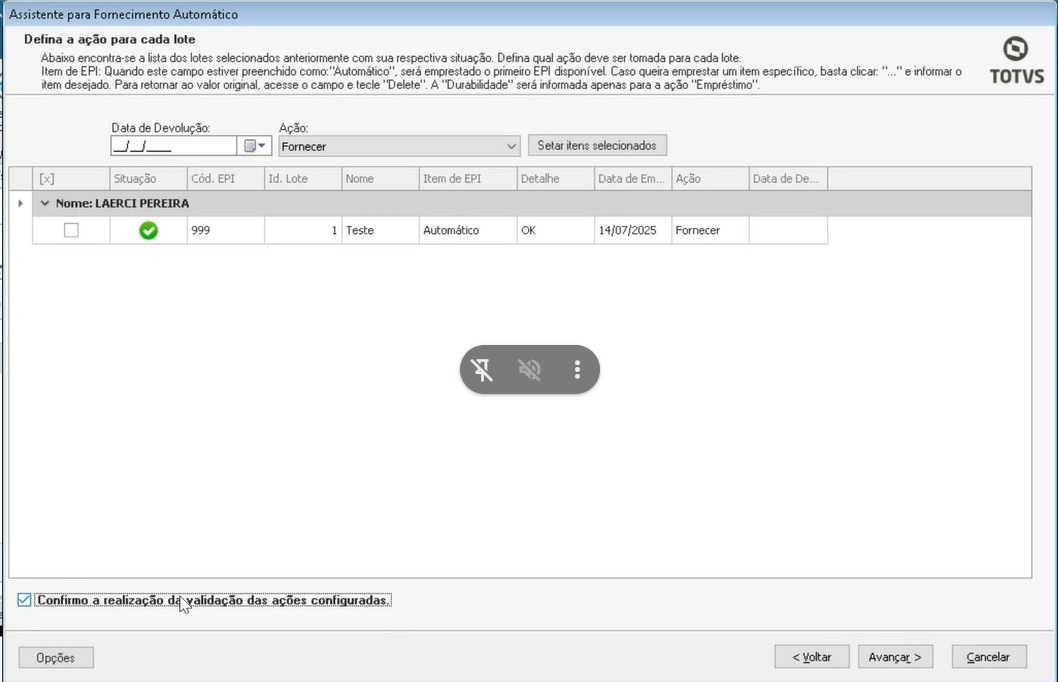 Assistente para Fornecimento Automático
Defina a ação para cada lote
Abaixo encontra-se a lista dos lotes selecionados anteriormente com sua respectiva situação. Defina qual ação deve ser tomada para cada lote.
Item de EPI: Quando este campo estiver preenchido como:"Automático", será emprestado o primeiro EPI disponível. Caso queira emprestar um item específico, basta clicar: "..." e informar o
item desejado. Para retornar ao valor original, acesse o campo e tecle "Delete". A "Durabilidade" será informada apenas para a ação "Empréstimo".
TOTVS
Data de Devolução: Ação:
__/__/____ Fornecer Setar itens selecionados
[x] Situação Cód. EPI Id. Lote Nome Item de EPI Detalhe Data de Em... Ação Data de De...
Nome: LAERCI PEREIRA
999 1 Teste Automático OK 14/07/2025 Fornecer
Confirmo a realização da validação das ações configuradas.
Opções < Voltar Avançar > Cancelar